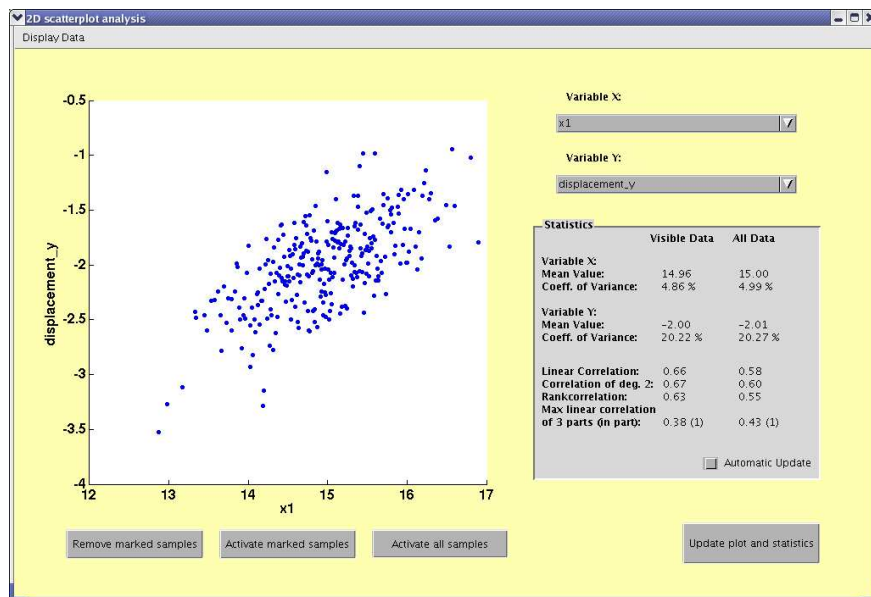 2D scatterplot analysis
Display Data
-0.5
-1
-1.5
-2
-2.5
-3
-3.5
-4
displacement_y
12 13 14 15 16 17
x1
Variable X:
x1
Variable Y:
displacement_y
Statistics
Visible Data All Data
Variable X:
Mean Value: 14.96 15.00
Coeff. of Variance: 4.86 % 4.99 %
Variable Y:
Mean Value: −2.00 −2.01
Coeff. of Variance: 20.22 % 20.27 %
Linear Correlation: 0.66 0.58
Correlation of deg. 2: 0.67 0.60
Rankcorrelation: 0.63 0.55
Max linear correlation
of 3 parts (in part): 0.38 (1) 0.43 (1)
Automatic Update
Remove marked samples
Activate marked samples
Activate all samples
Update plot and statistics